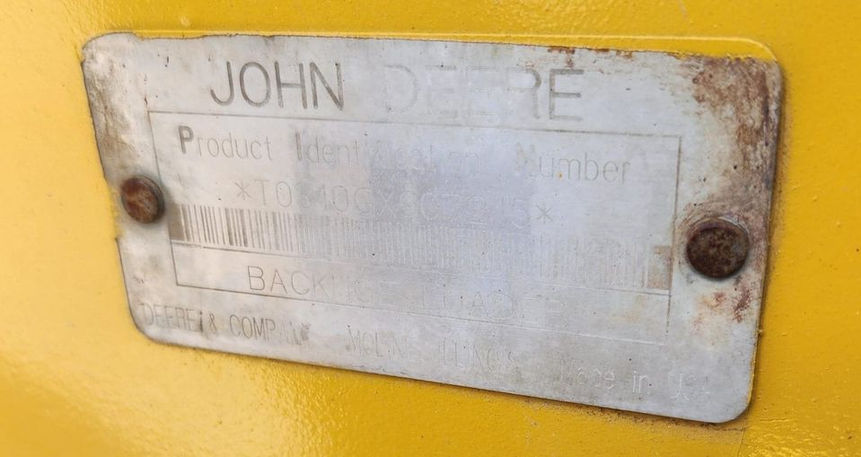 JOHN DEERE
Product Identification Number
BACKHOE LOADER
DEERE & COMPANY MOLINE ILLINOIS Made in USA